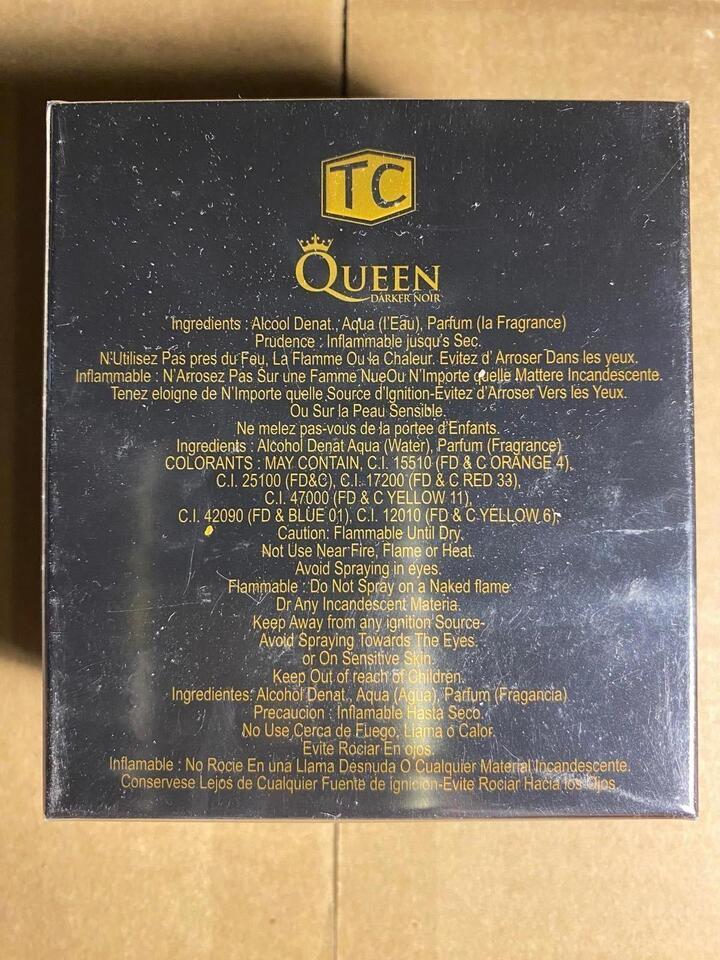 TC
QUEEN
DARKER NOIR
Ingredients : Alcool Denat., Aqua (l'Eau), Parfum (la Fragrance)
Prudence : Inflammable jusqu's Sec.
N'Utilisez Pas pres du Feu, La Flamme Ou la Chaleur. Evitez d' Arroser Dans les yeux.
Inflammable : N'Arrosez Pas Sur une Famme NueOu N'Importe quelle Mattere Incandescente.
Tenez eloigne de N'Importe quelle Source d'Ignition-Evitez d'Arroser Vers les Yeux.
Ou Sur la Peau Sensible.
Ne melez pas-vous de la portee d'Enfants.
Ingredients : Alcohol Denat Aqua (Water), Parfum (Fragrance)
COLORANTS : MAY CONTAIN, C.I. 15510 (FD & C ORANGE 4),
C.I. 25100 (FD&C), C.I. 17200 (FD & C RED 33),
C.I. 47000 (FD & C YELLOW 11),
C.I. 42090 (FD & BLUE 01), C.I. 12010 (FD & C YELLOW 6)-
Caution: Flammable Until Dry.
Not Use Near Fire, Flame or Heat.
Avoid Spraying in eyes.
Flammable : Do Not Spray on a Naked flame
Dr Any Incandescent Materia.
Keep Away from any ignition Source-
Avoid Spraying Towards The Eyes.
or On Sensitive Skin.
Keep Out of reach of Children.
Ingredientes: Alcohol Denat., Aqua (Agua), Parfum (Fragancia)
Precaucion : Inflamable Hasta Seco.
No Use Cerca de Fuego, Llama o Calor.
Evite Rociar En ojos.
Inflamable : No Rocie En una Llama Desnuda O Cualquier Material Incandescente.
Conservese Lejos de Cualquier Fuente de ignicion-Evite Rociar Hacia los Ojos.